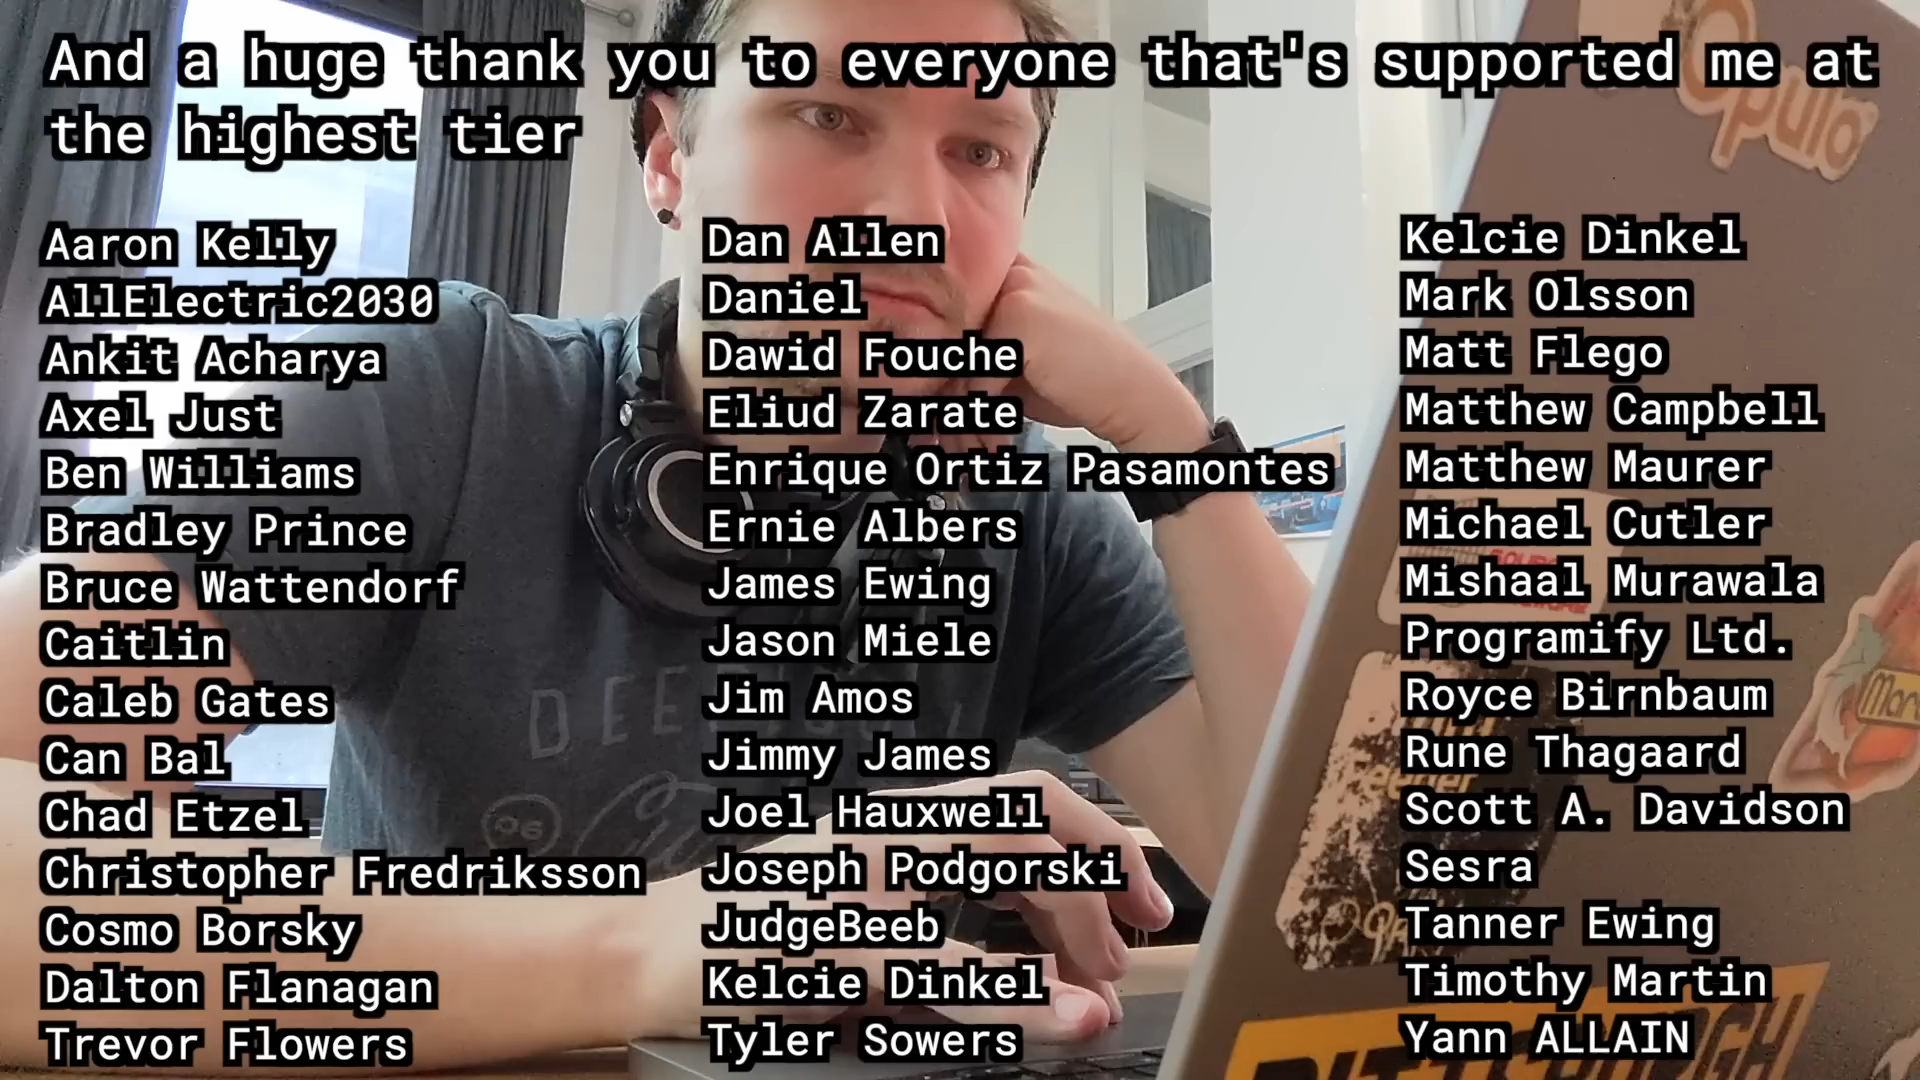 And a huge thank you to everyone that's supported me at
the highest tier
Aaron Kelly
AllElectric2030
Ankit Acharya
Axel Just
Ben Williams
Bradley Prince
Bruce Wattendorf
Caitlin
Caleb Gates
Can Bal
Chad Etzel
Christopher Fredriksson
Cosmo Borsky
Dalton Flanagan
Trevor Flowers
Dan Allen
Daniel
Dawid Fouche
Eliud Zarate
Enrique Ortiz Pasamontes
Ernie Albers
James Ewing
Jason Miele
Jim Amos
Jimmy James
Joel Hauxwell
Joseph Podgorski
JudgeBeeb
Kelcie Dinkel
Tyler Sowers
Kelcie Dinkel
Mark Olsson
Matt Flego
Matthew Campbell
Matthew Maurer
Michael Cutler
Mishaal Murawala
Programify Ltd.
Royce Birnbaum
Rune Thagaard
Scott A. Davidson
Sesra
Tanner Ewing
Timothy Martin
Yann ALLAIN
Opulo
06